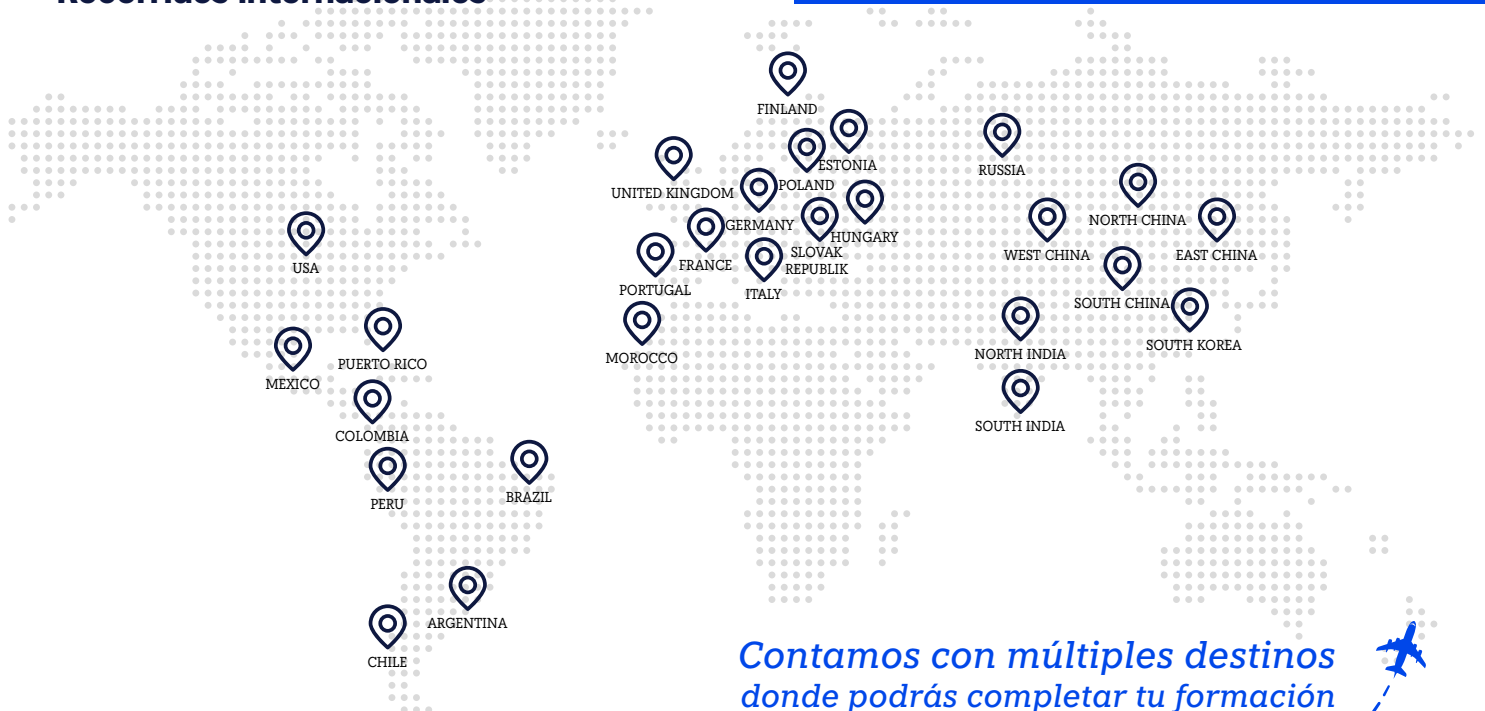 Recorridos Internacionales
FINLAND
ESTONIA
RUSSIA
POLAND
UNITED KINGDOM
NORTH CHINA
GERMANY
HUNGARY
USA
FRANCE
SLOVAK
REPUBLIK
WEST CHINA
EAST CHINA
PORTUGAL
ITALY
SOUTH CHINA
SOUTH KOREA
MOROCCO
NORTH INDIA
PUERTO RICO
MEXICO
COLOMBIA
SOUTH INDIA
PERU
BRAZIL
ARGENTINA
CHILE
Contamos con múltiples destinos
donde podrás completar tu formación